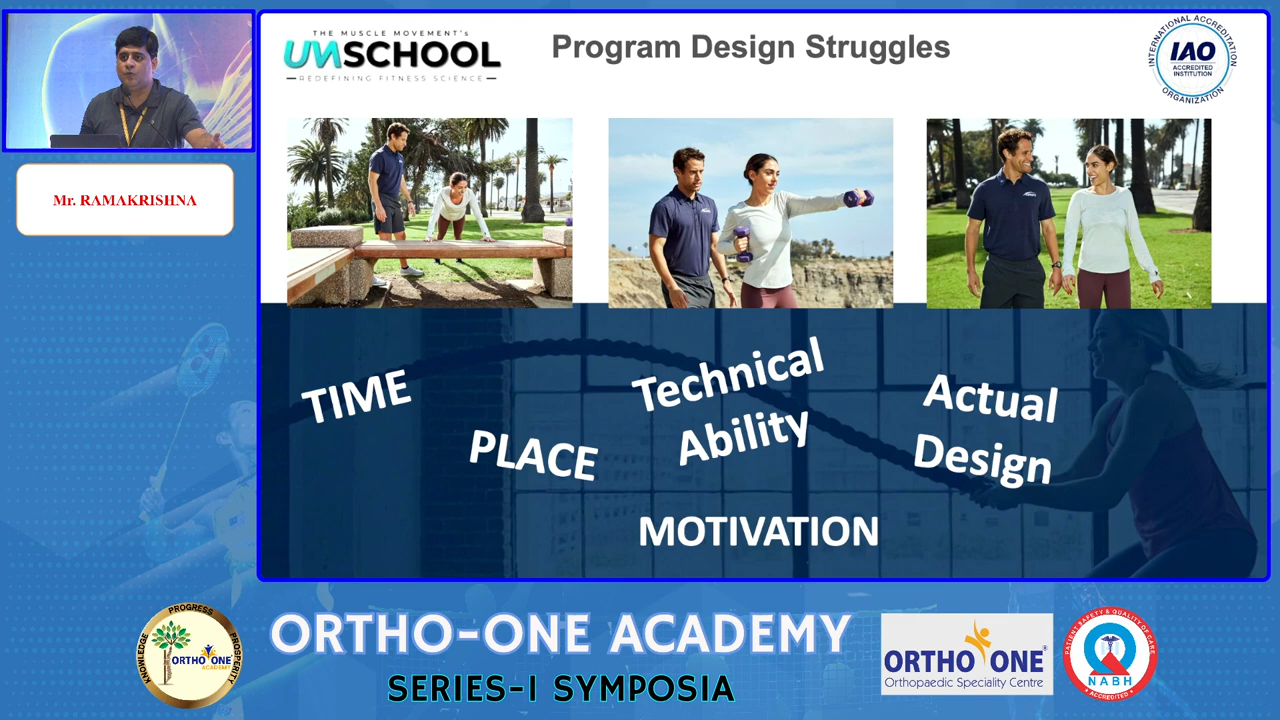 THE MUSCLE MOVEMENT's
UMSCHOOL
REDEFINING FITNESS SCIENCE
Program Design Struggles
INTERNATIONAL ACCREDITATION
IAO
ACCREDITED
INSTITUTION
ORGANIZATION
Mr. RAMAKRISHNA
TIME
PLACE
Technical
Ability
MOTIVATION
Actual
Design
KNOWLEDGE
PROGRESS
PROSPERITY
ORTHO ONE
ACADEMY
ORTHO-ONE ACADEMY
SERIES-I SYMPOSIA
ORTHO ONE®
Orthopaedic Speciality Centre
PATIENT SAFETY & QUALITY OF CARE
NABH
ACCREDITED